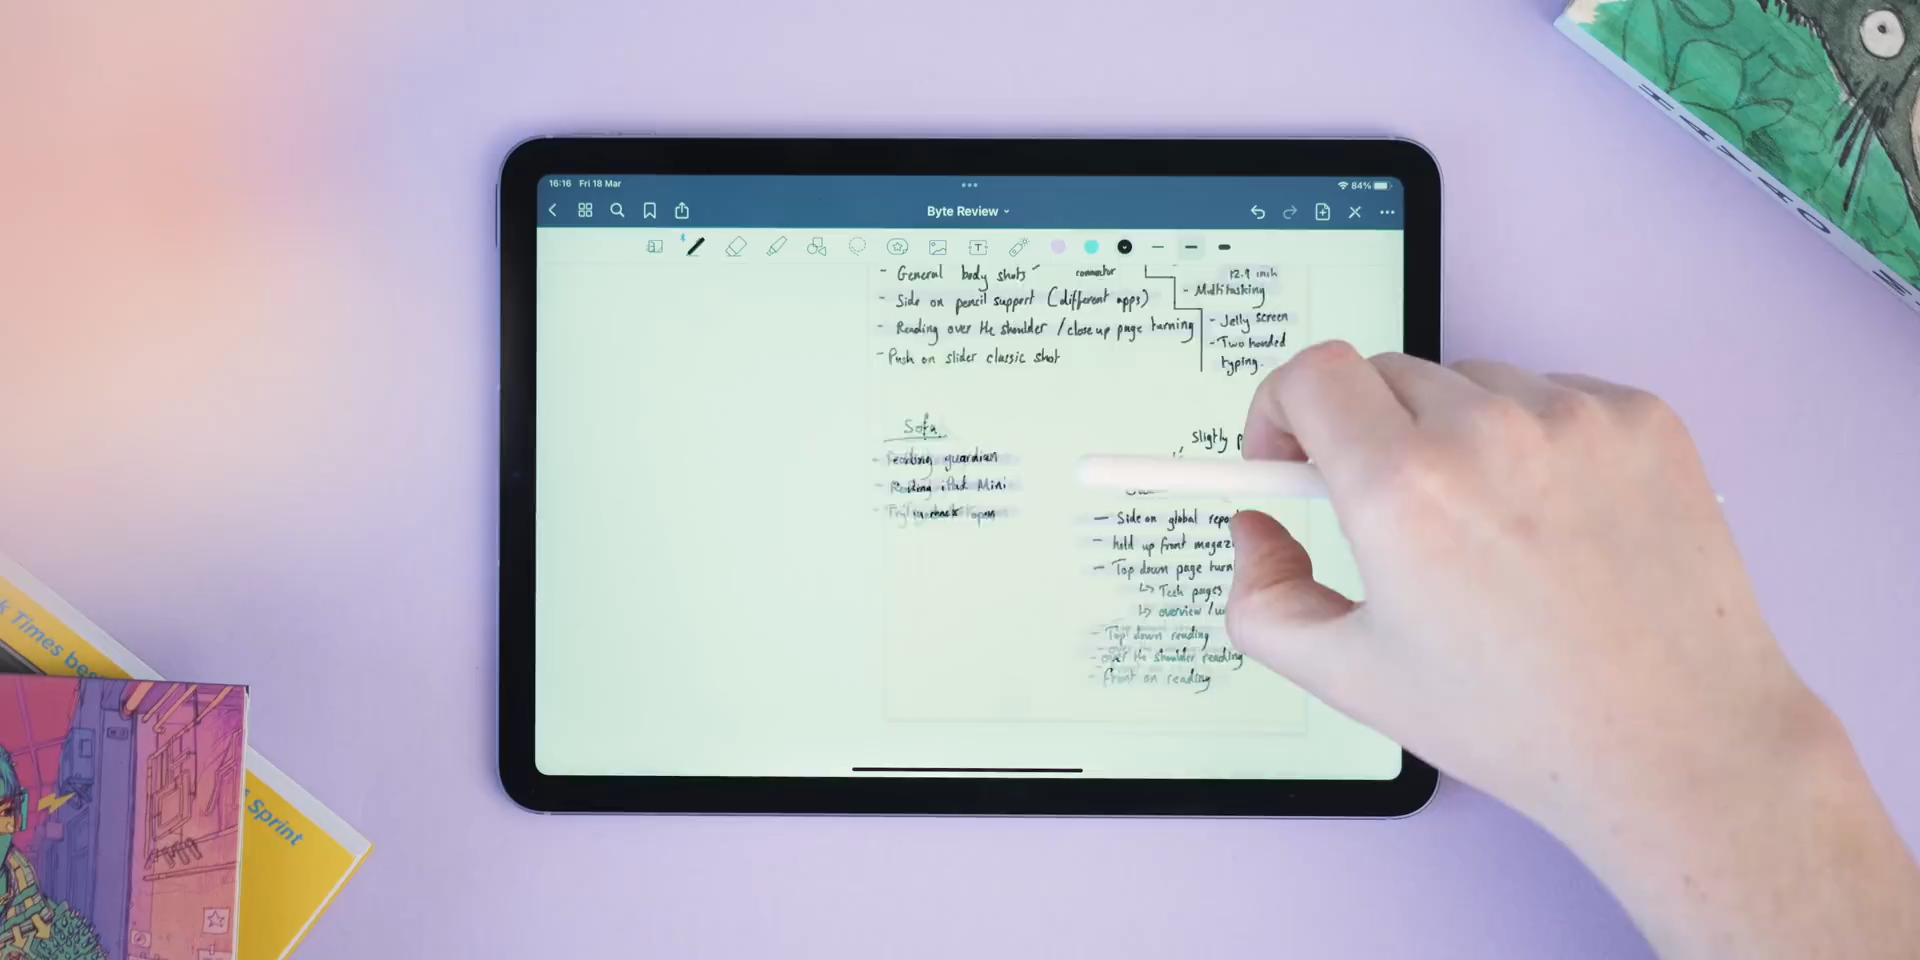 16:16 Fri 18 Mar
84%
Byte Review
T
- General body shots
connector
- Side on pencil support (different apps)
- Reading over the shoulder / close up page turning
- Push on slider classic shot
12.9 inch
- Multitasking
- Jelly screen
- Two handed
typing.
Sofa
- Reading guardian
- Reading iPad Mini
open
Sligtly
- Side on global
- hold up front
- Top down page
↳ Tech pages
↳ overview /
- Top down reading
- over the shoulder reading
- front on reading
HAYAO
Times
Sprint